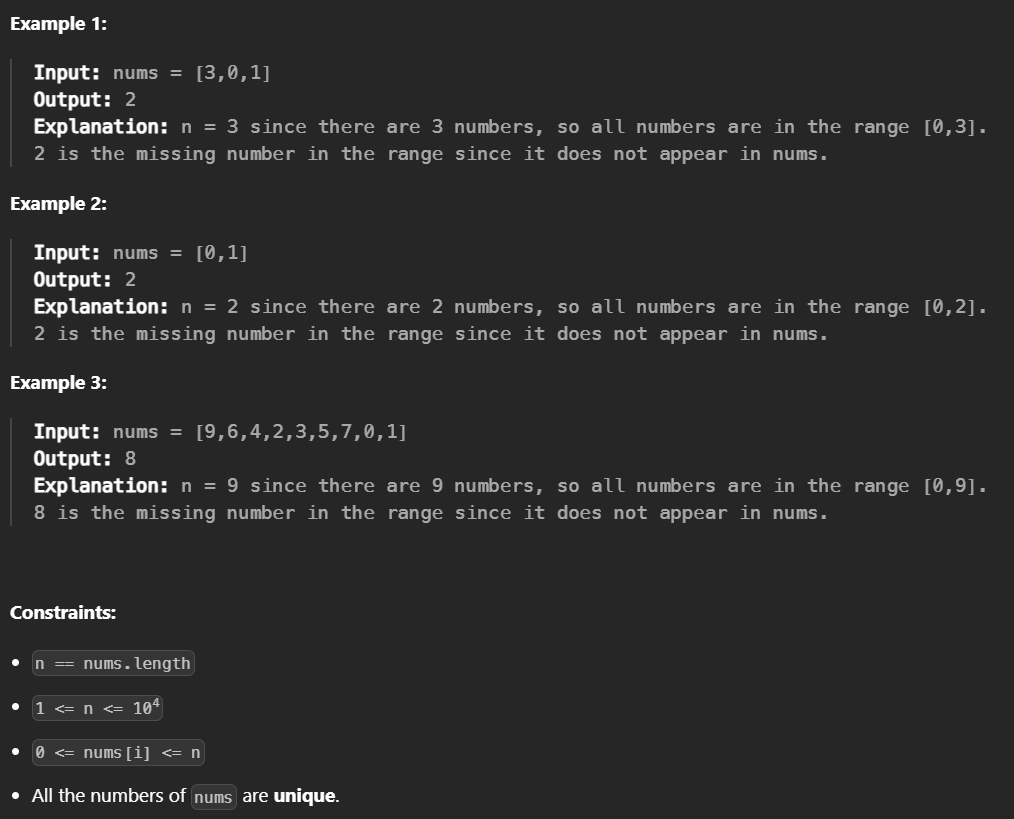 Example 1:
Input: nums = [3,0,1]
Output: 2
Explanation: n = 3 since there are 3 numbers, so all numbers are in the range [0,3].
2 is the missing number in the range since it does not appear in nums.
Example 2:
Input: nums = [0,1]
Output: 2
Explanation: n = 2 since there are 2 numbers, so all numbers are in the range [0,2].
2 is the missing number in the range since it does not appear in nums.
Example 3:
Input: nums = [9,6,4,2,3,5,7,0,1]
Output: 8
Explanation: n = 9 since there are 9 numbers, so all numbers are in the range [0,9].
8 is the missing number in the range since it does not appear in nums.
Constraints:
• n == nums.length
• 1 <= n <= 10⁴
• 0 <= nums[i] <= n
• All the numbers of nums are unique.